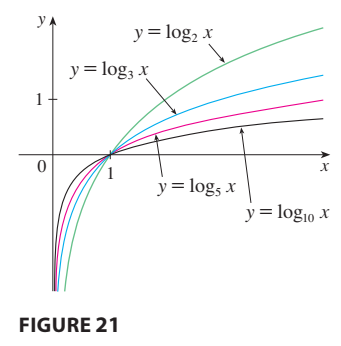 y
y = log₂ x
y = log₃ x
1
0
1
x
y = log₅ x
y = log₁₀ x
FIGURE 21